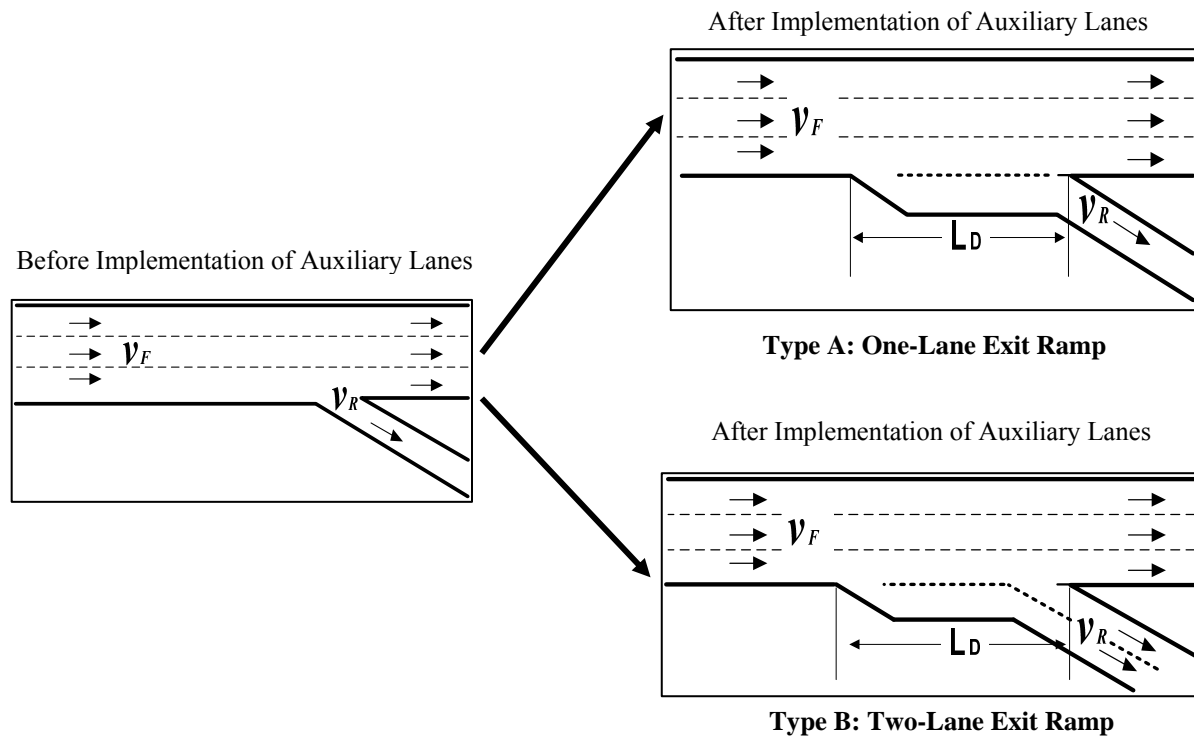 Before Implementation of Auxiliary Lanes
v_F
v_R
After Implementation of Auxiliary Lanes
v_F
v_R
L_D
Type A: One-Lane Exit Ramp
After Implementation of Auxiliary Lanes
v_F
v_R
L_D
Type B: Two-Lane Exit Ramp